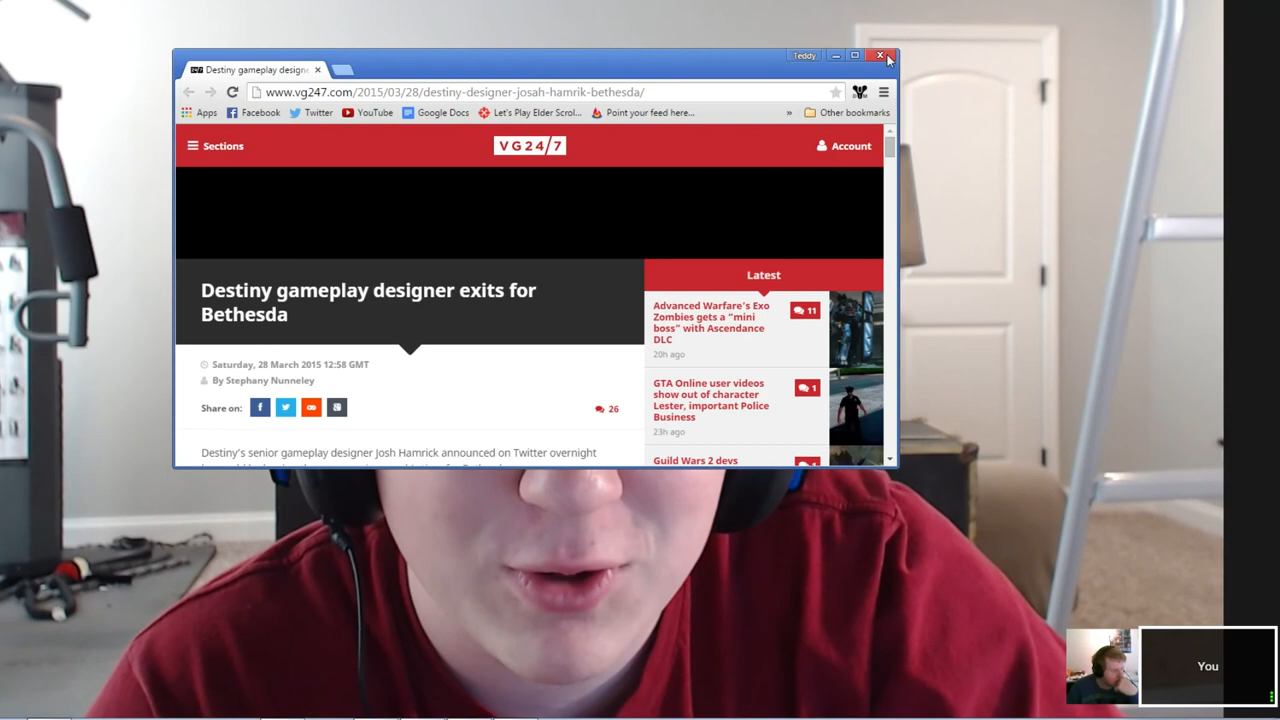 Teddy
24/7 Destiny gameplay designe
www.vg247.com/2015/03/28/destiny-designer-josah-hamrik-bethesda/
Apps Facebook Twitter YouTube Google Docs Let's Play Elder Scrol... Point your feed here... » Other bookmarks
Sections VG24/7 Account
Destiny gameplay designer exits for
Bethesda
Saturday, 28 March 2015 12:58 GMT
By Stephany Nunneley
Share on: 26
Destiny's senior gameplay designer Josh Hamrick announced on Twitter overnight
Latest
Advanced Warfare's Exo
Zombies gets a "mini
boss" with Ascendance
DLC
11
20h ago
GTA Online user videos
show out of character
Lester, important Police
Business
1
23h ago
Guild Wars 2 devs
You